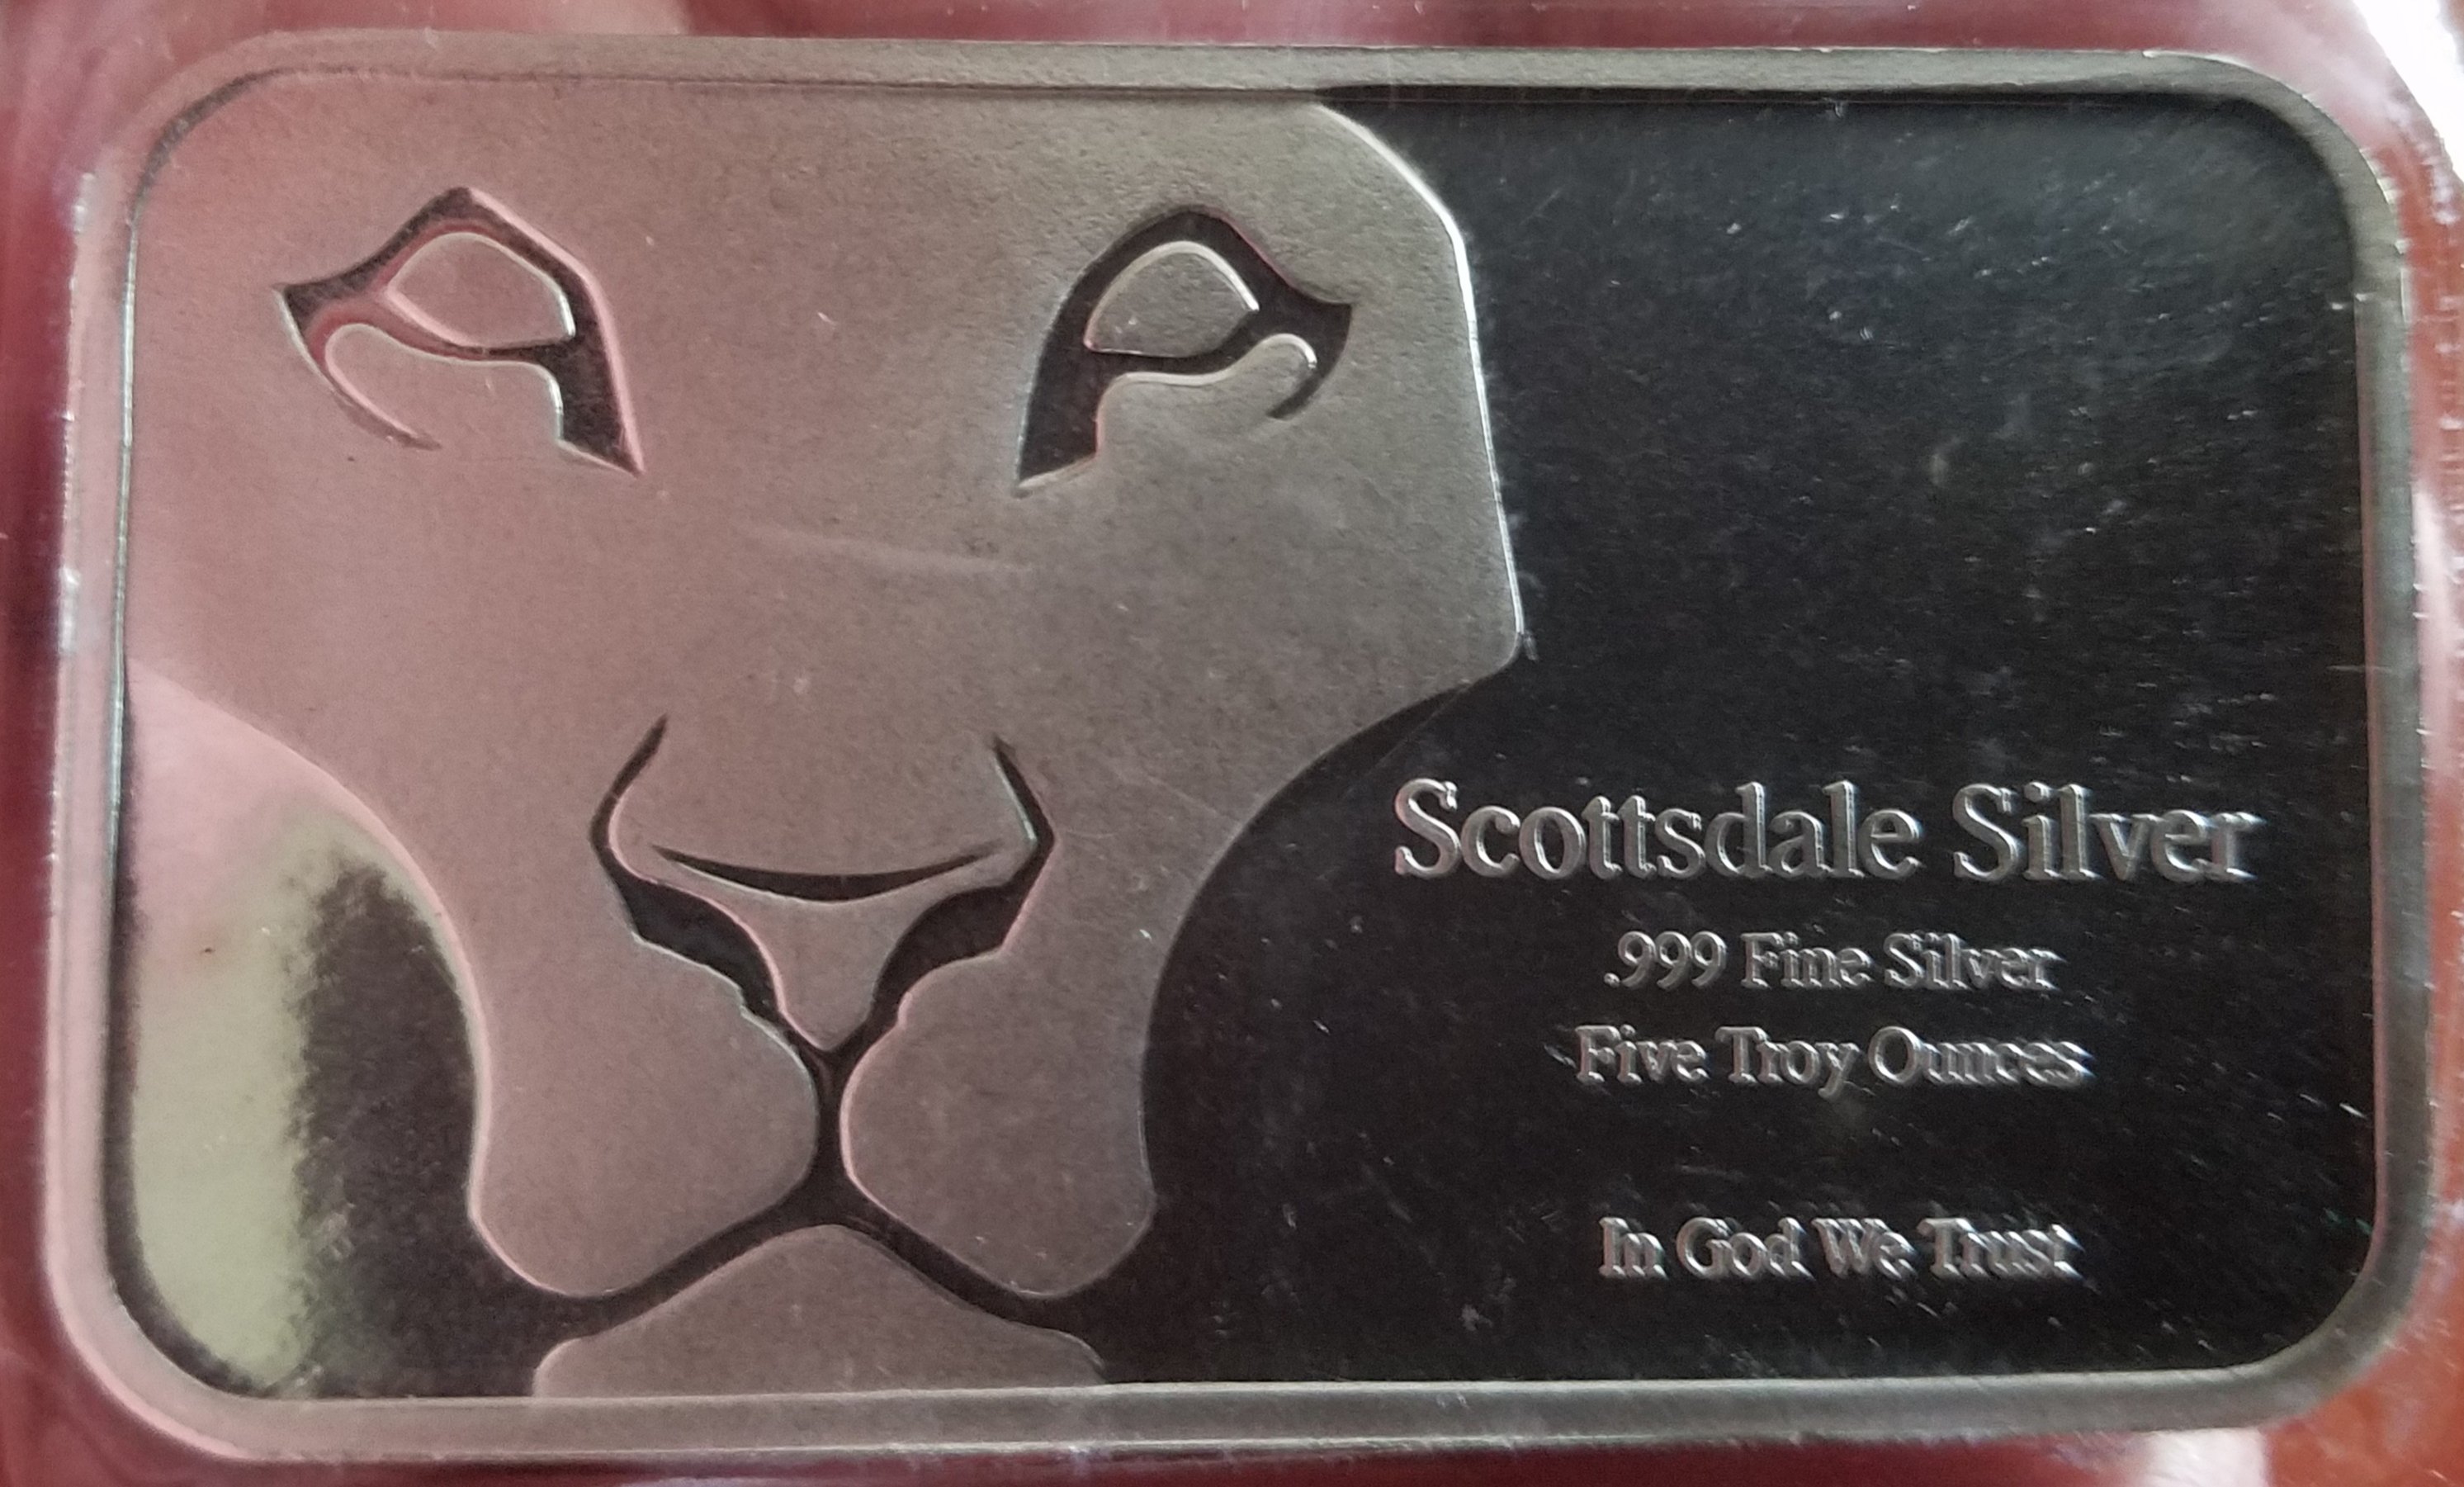 Scottsdale Silver
.999 Fine Silver
Five Troy Ounces
In God We Trust